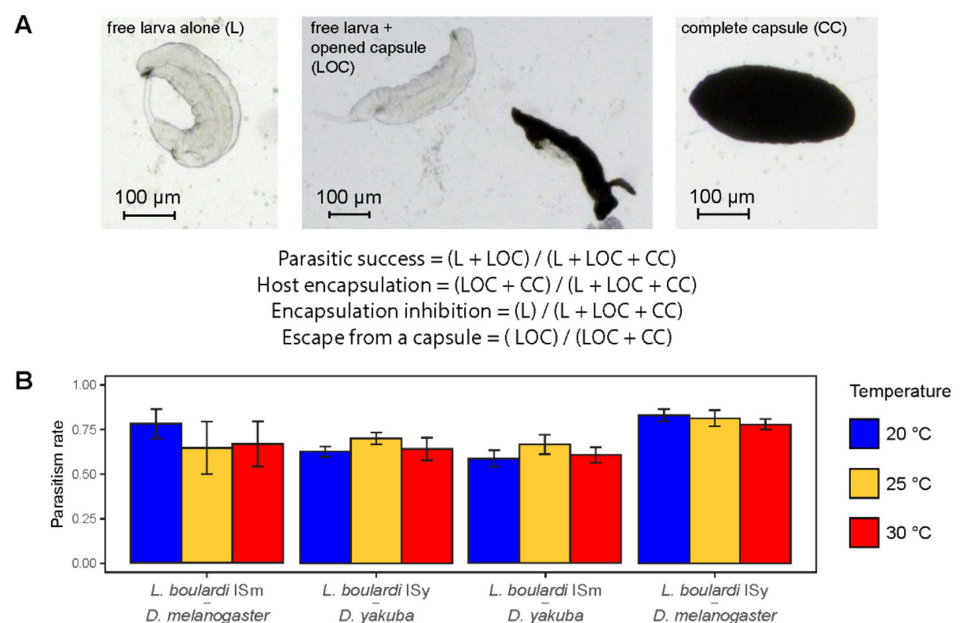 A
free larva alone (L)
free larva +
opened capsule
(LOC)
complete capsule (CC)
100 µm
100 µm
100 µm
Parasitic success = (L + LOC) / (L + LOC + CC)
Host encapsulation = (LOC + CC) / (L + LOC + CC)
Encapsulation inhibition = (L) / (L + LOC + CC)
Escape from a capsule = ( LOC) / (LOC + CC)
B
Parasitism rate
1.00
0.75
0.50
0.25
0.00
L. boulardi ISm
–
D. melanogaster
L. boulardi ISy
–
D. yakuba
L. boulardi ISm
–
D. yakuba
L. boulardi ISy
–
D. melanogaster
Temperature
20 °C
25 °C
30 °C